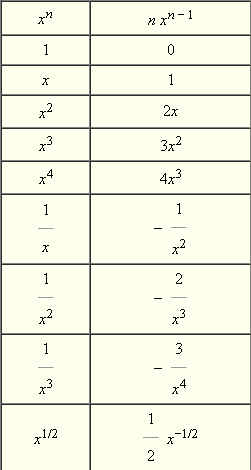 xⁿ n xⁿ⁻¹
1 0
x 1
x² 2x
x³ 3x²
x⁴ 4x³
1/x − 1/x²
1/x² − 2/x³
1/x³ − 3/x⁴
x^1/2 1/2 x^−1/2